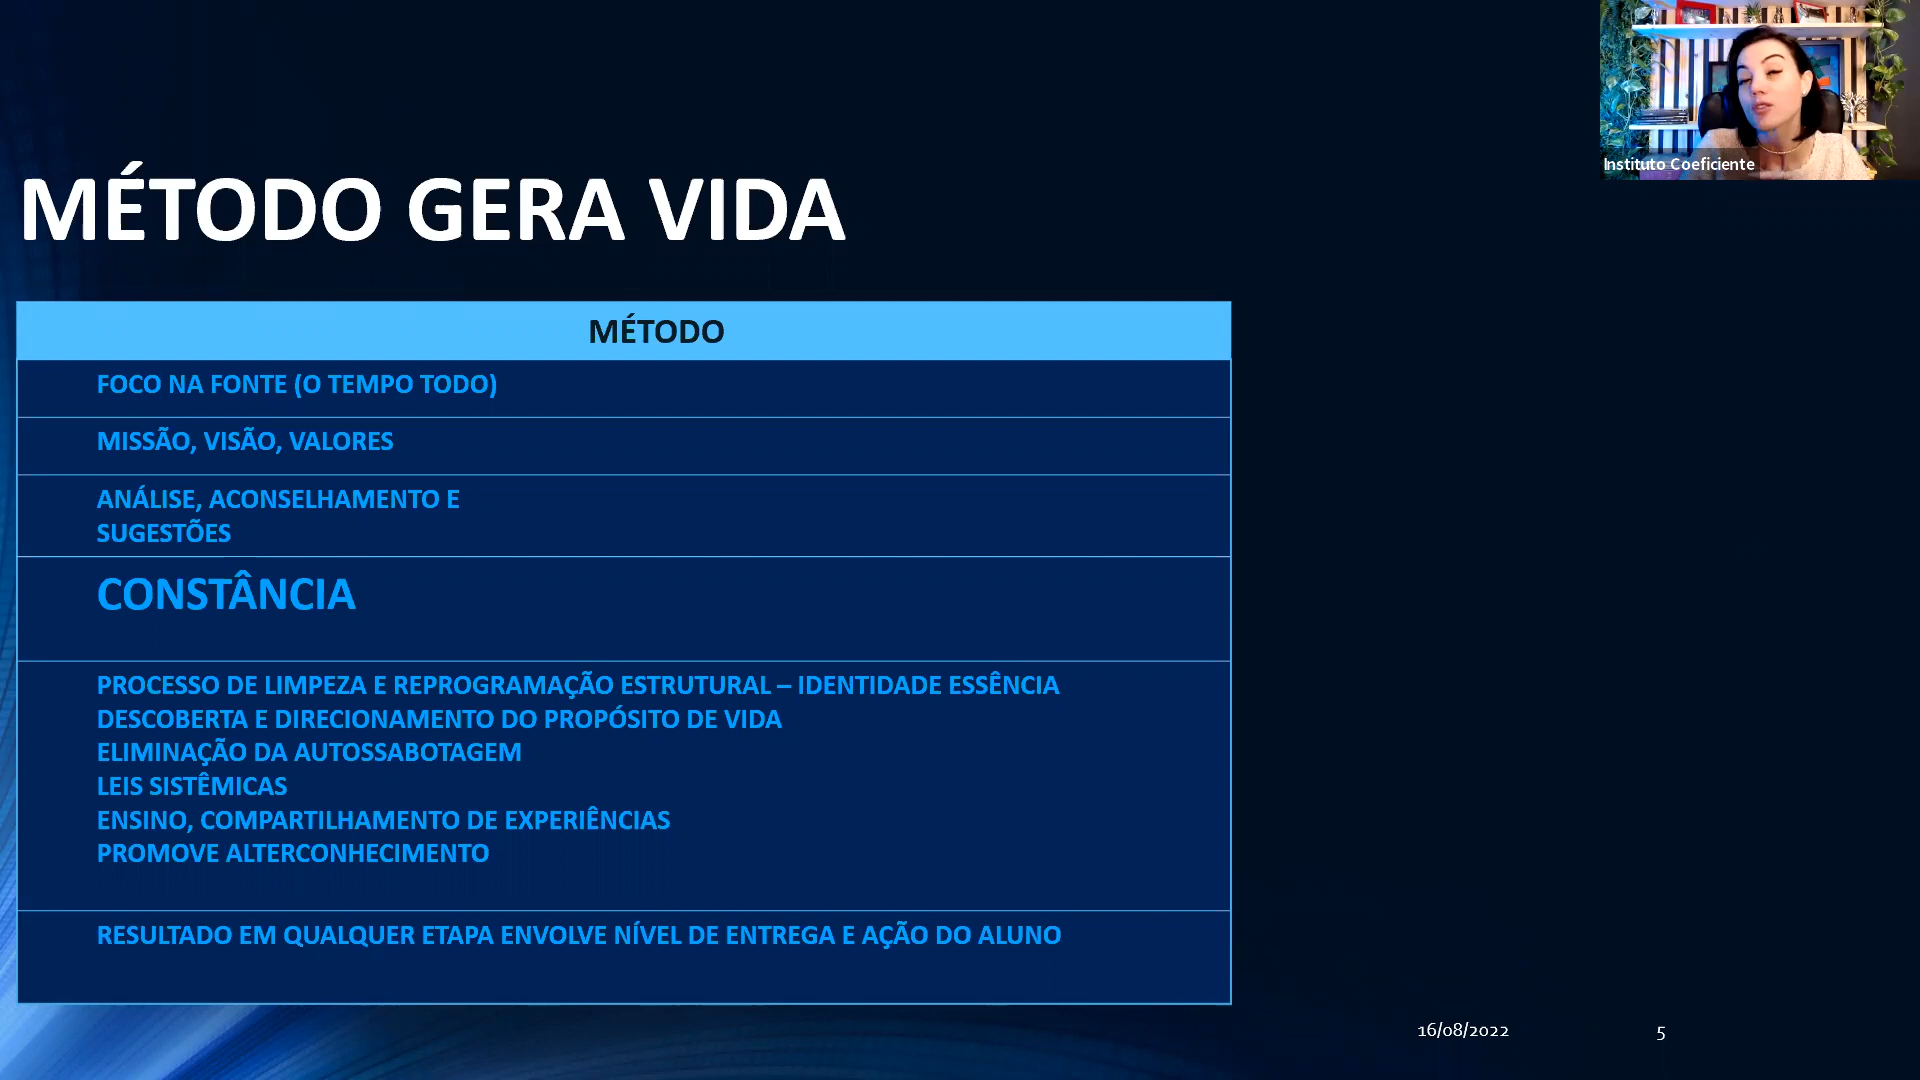 Instituto Coeficiente
MÉTODO GERA VIDA
MÉTODO
FOCO NA FONTE (O TEMPO TODO)
MISSÃO, VISÃO, VALORES
ANÁLISE, ACONSELHAMENTO E
SUGESTÕES
CONSTÂNCIA
PROCESSO DE LIMPEZA E REPROGRAMAÇÃO ESTRUTURAL – IDENTIDADE ESSÊNCIA
DESCOBERTA E DIRECIONAMENTO DO PROPÓSITO DE VIDA
ELIMINAÇÃO DA AUTOSSABOTAGEM
LEIS SISTÊMICAS
ENSINO, COMPARTILHAMENTO DE EXPERIÊNCIAS
PROMOVE ALTERCONHECIMENTO
RESULTADO EM QUALQUER ETAPA ENVOLVE NÍVEL DE ENTREGA E AÇÃO DO ALUNO
16/08/2022
5